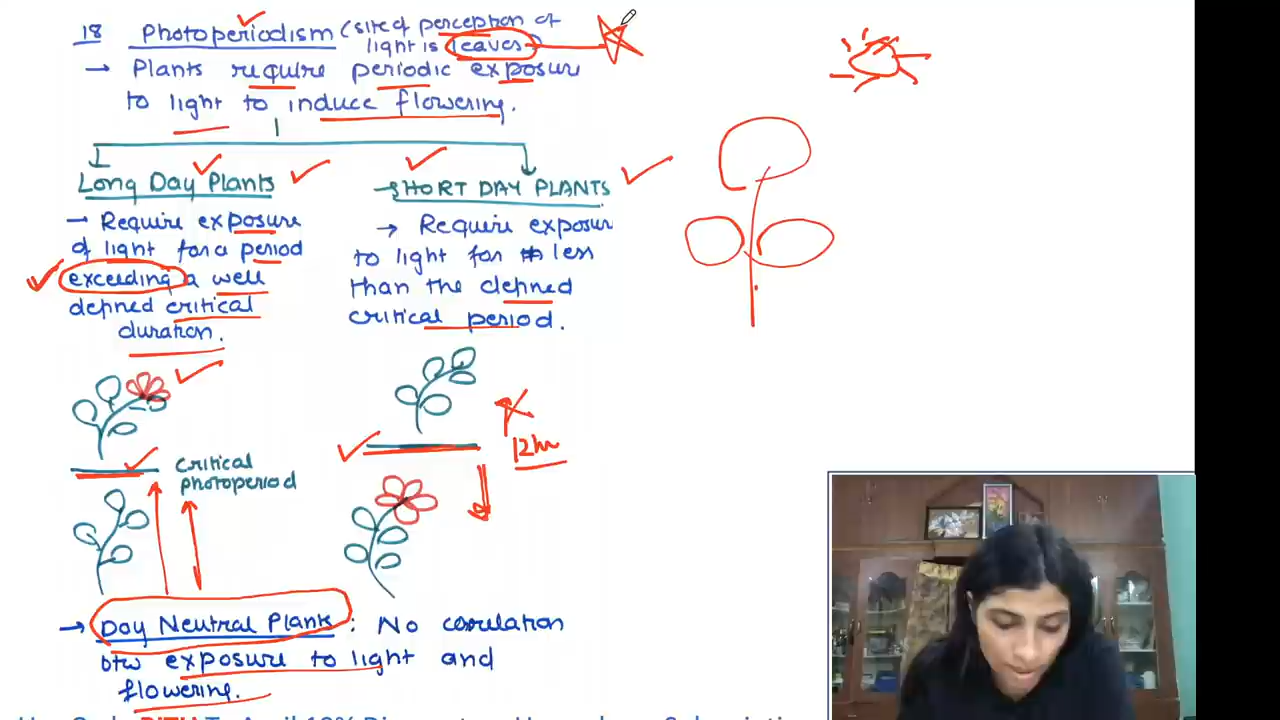 18 Photoperiodism (site of perception of
light is leaves)
→ Plants require periodic exposure
to light to induce flowering.
Long Day Plants
→ Require exposure
of light for a period
exceeding a well
defined critical
duration.
→ SHORT DAY PLANTS
→ Require exposur
to light for less
than the defined
critical period.
12hr
Critical
photoperiod
→ Day Neutral Plants : No correlation
btw exposure to light and
flowering.